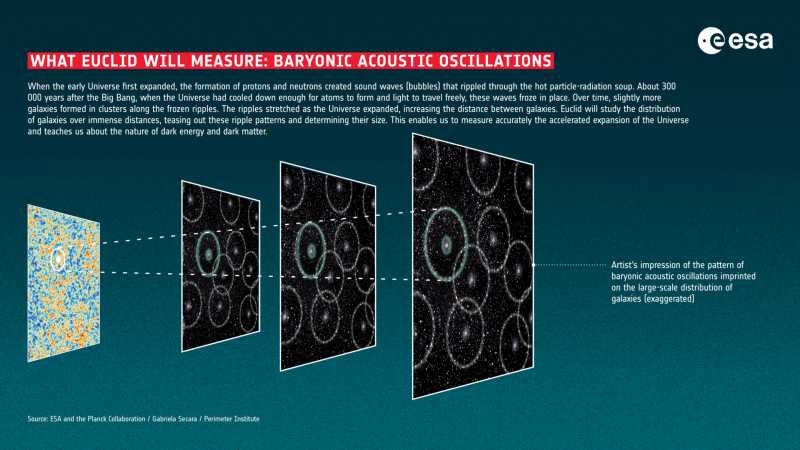 esa
WHAT EUCLID WILL MEASURE: BARYONIC ACOUSTIC OSCILLATIONS
When the early Universe first expanded, the formation of protons and neutrons created sound waves (bubbles) that rippled through the hot particle-radiation soup. About 300
000 years after the Big Bang, when the Universe had cooled down enough for atoms to form and light to travel freely, these waves froze in place. Over time, slightly more
galaxies formed in clusters along the frozen ripples. The ripples stretched as the Universe expanded, increasing the distance between galaxies. Euclid will study the distribution
of galaxies over immense distances, teasing out these ripple patterns and determining their size. This enables us to measure accurately the accelerated expansion of the Universe
and teaches us about the nature of dark energy and dark matter.
Artist's impression of the pattern of
baryonic acoustic oscillations imprinted
on the large-scale distribution of
galaxies (exaggerated)
Source: ESA and the Planck Collaboration / Gabriela Secara / Perimeter Institute